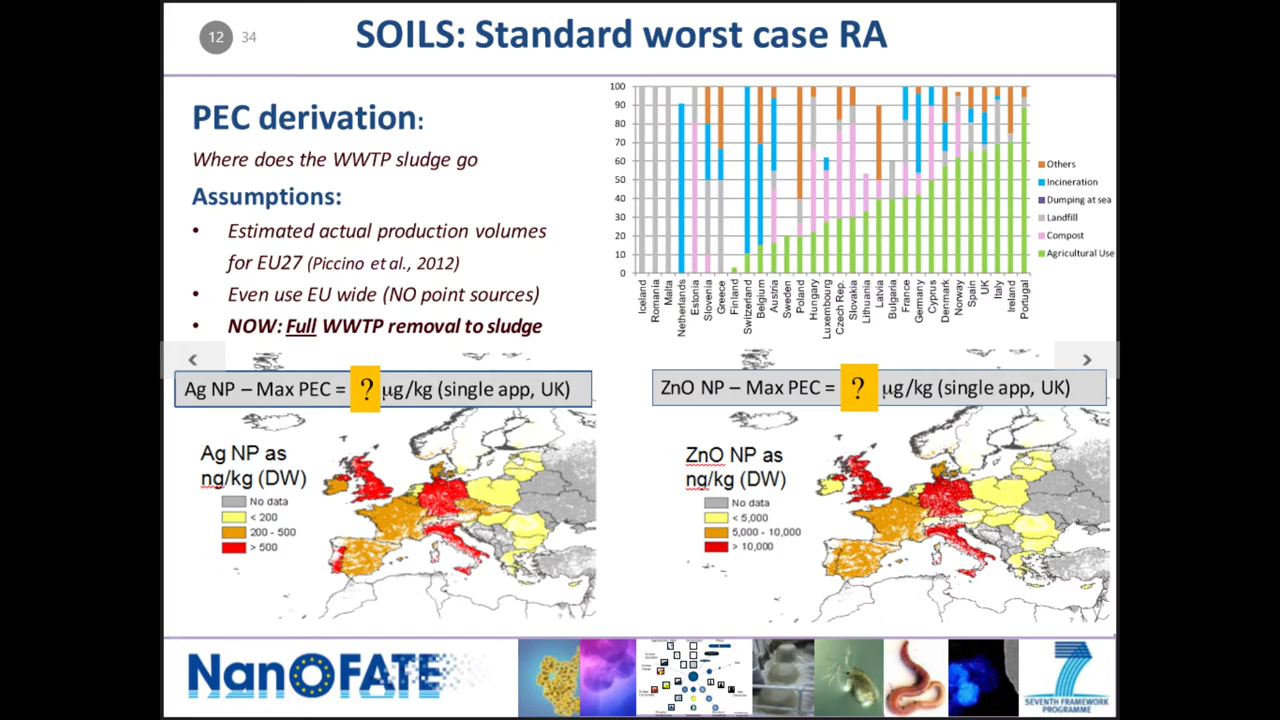 12 34
SOILS: Standard worst case RA
PEC derivation:
Where does the WWTP sludge go
Assumptions:
• Estimated actual production volumes
for EU27 (Piccino et al., 2012)
• Even use EU wide (NO point sources)
• NOW: Full WWTP removal to sludge
100
90
80
70
60
50
40
30
20
10
0
Iceland
Romania
Malta
Netherlands
Estonia
Slovenia
Greece
Finland
Switzerland
Belgium
Austria
Sweden
Poland
Hungary
Luxembourg
Czech Rep.
Slovakia
Lithuania
Latvia
Bulgaria
France
Germany
Cyprus
Denmark
Norway
Spain
UK
Italy
Ireland
Portugal
Others
Incineration
Dumping at sea
Landfill
Compost
Agricultural Use
Ag NP – Max PEC = ? µg/kg (single app, UK)
Ag NP as
ng/kg (DW)
No data
< 200
200 - 500
> 500
ZnO NP – Max PEC = ? µg/kg (single app, UK)
ZnO NP as
ng/kg (DW)
No data
< 5,000
5,000 - 10,000
> 10,000
NanOFATE
7
SEVENTH FRAMEWORK
PROGRAMME